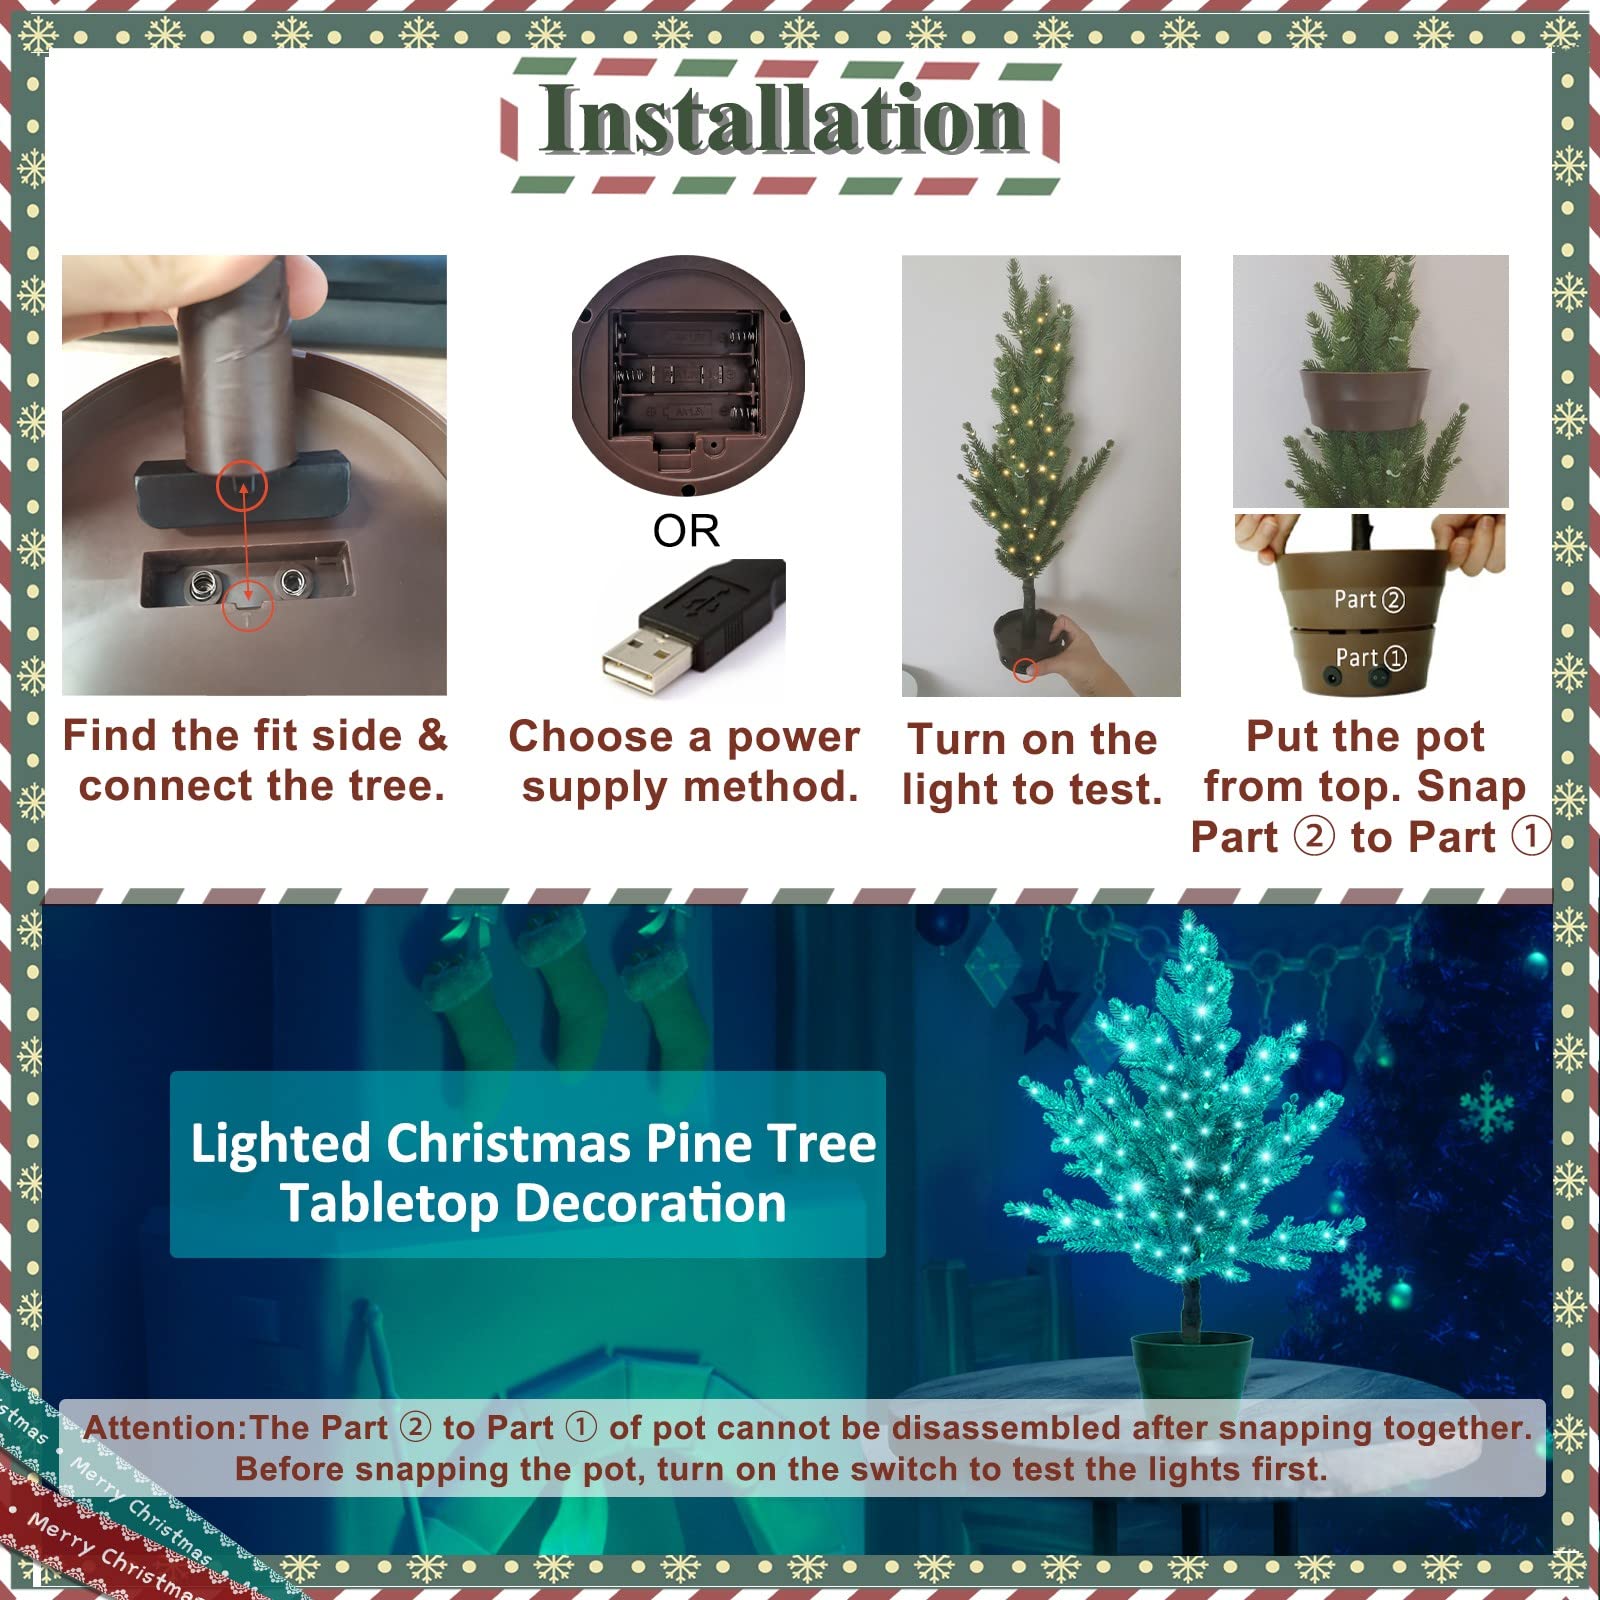 Installation
OR
Part ②
Part ①
Find the fit side &
connect the tree.
Choose a power
supply method.
Turn on the
light to test.
Put the pot
from top. Snap
Part ② to Part ①
Lighted Christmas Pine Tree
Tabletop Decoration
Attention:The Part ② to Part ① of pot cannot be disassembled after snapping together.
Before snapping the pot, turn on the switch to test the lights first.
stmas
Merry Christmas
Merry Christmas